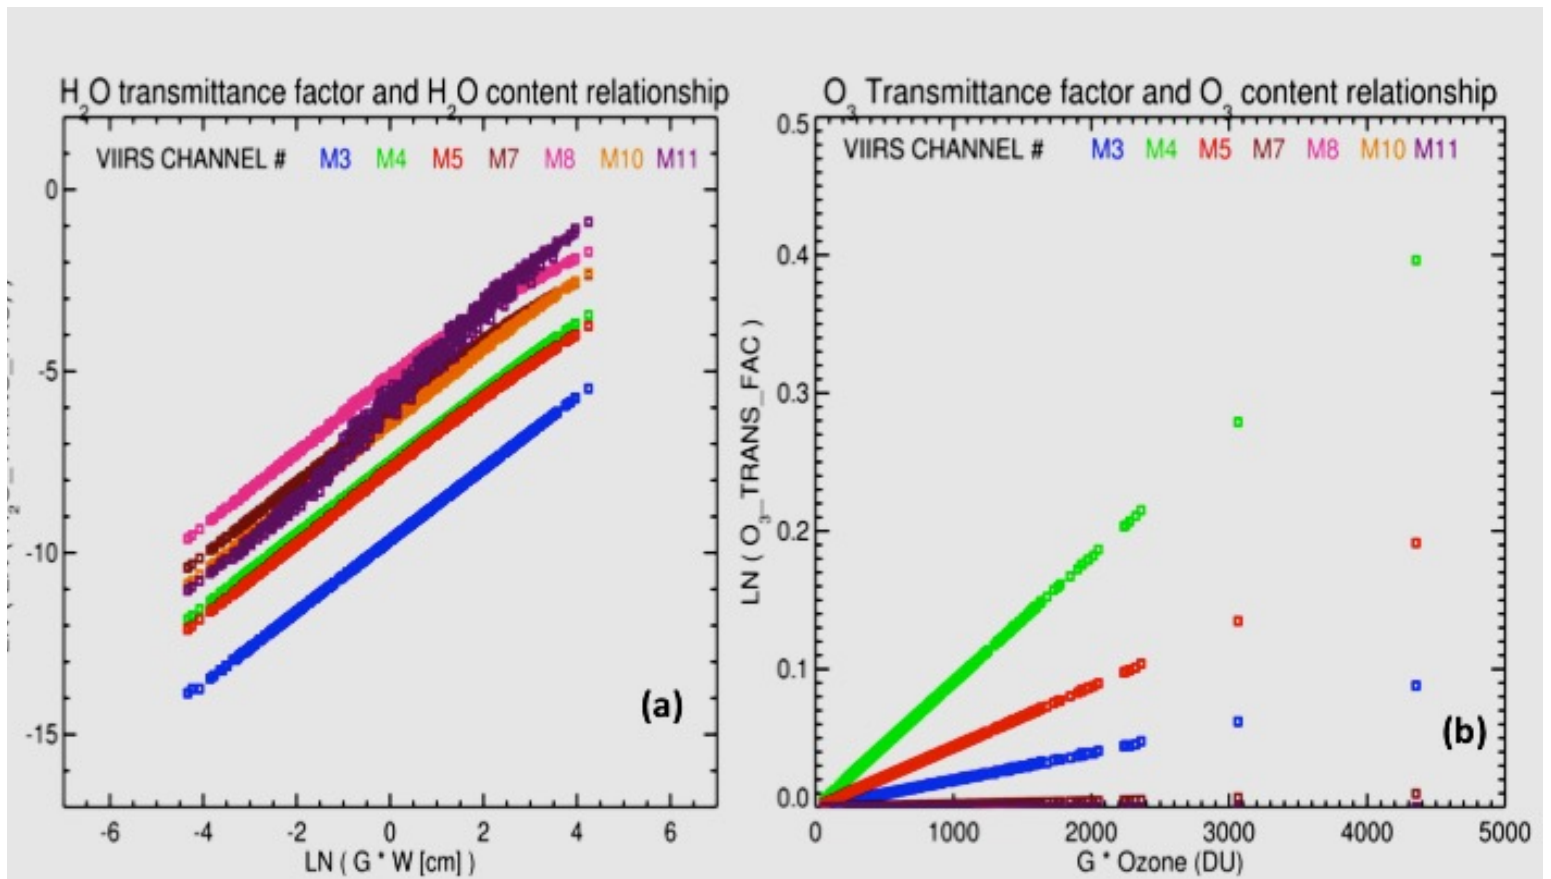 H₂O transmittance factor and H₂O content relationship
VIIRS CHANNEL # M3 M4 M5 M7 M8 M10 M11
0
-5
-10
-15
-6 -4 -2 0 2 4 6
LN ( G * W [cm] )
(a)
O₃ Transmittance factor and O₃ content relationship
VIIRS CHANNEL # M3 M4 M5 M7 M8 M10 M11
LN ( O₃_TRANS_FAC )
0.5
0.4
0.3
0.2
0.1
0.0
0 1000 2000 3000 4000 5000
G * Ozone (DU)
(b)